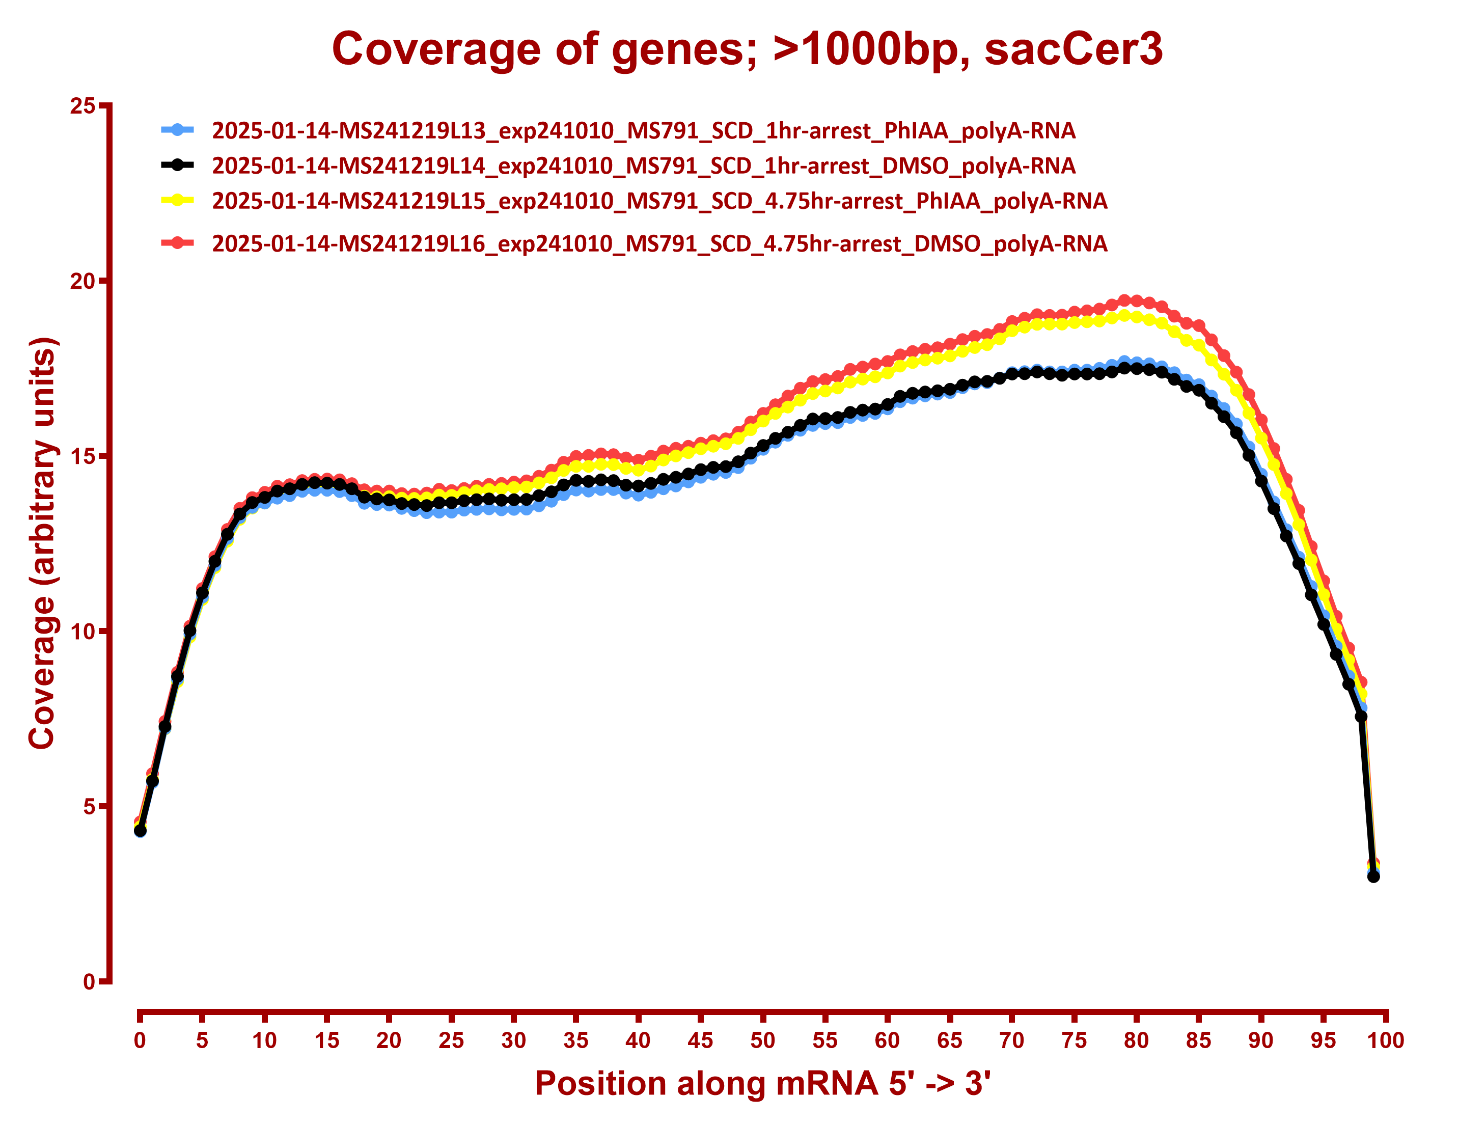 Coverage of genes; >1000bp, sacCer3
25
2025-01-14-MS241219L13_exp241010_MS791_SCD_1hr-arrest_PhIAA_polyA-RNA
2025-01-14-MS241219L14_exp241010_MS791_SCD_1hr-arrest_DMSO_polyA-RNA
2025-01-14-MS241219L15_exp241010_MS791_SCD_4.75hr-arrest_PhIAA_polyA-RNA
2025-01-14-MS241219L16_exp241010_MS791_SCD_4.75hr-arrest_DMSO_polyA-RNA
20
15
10
5
0
Coverage (arbitrary units)
0 5 10 15 20 25 30 35 40 45 50 55 60 65 70 75 80 85 90 95 100
Position along mRNA 5' -> 3'